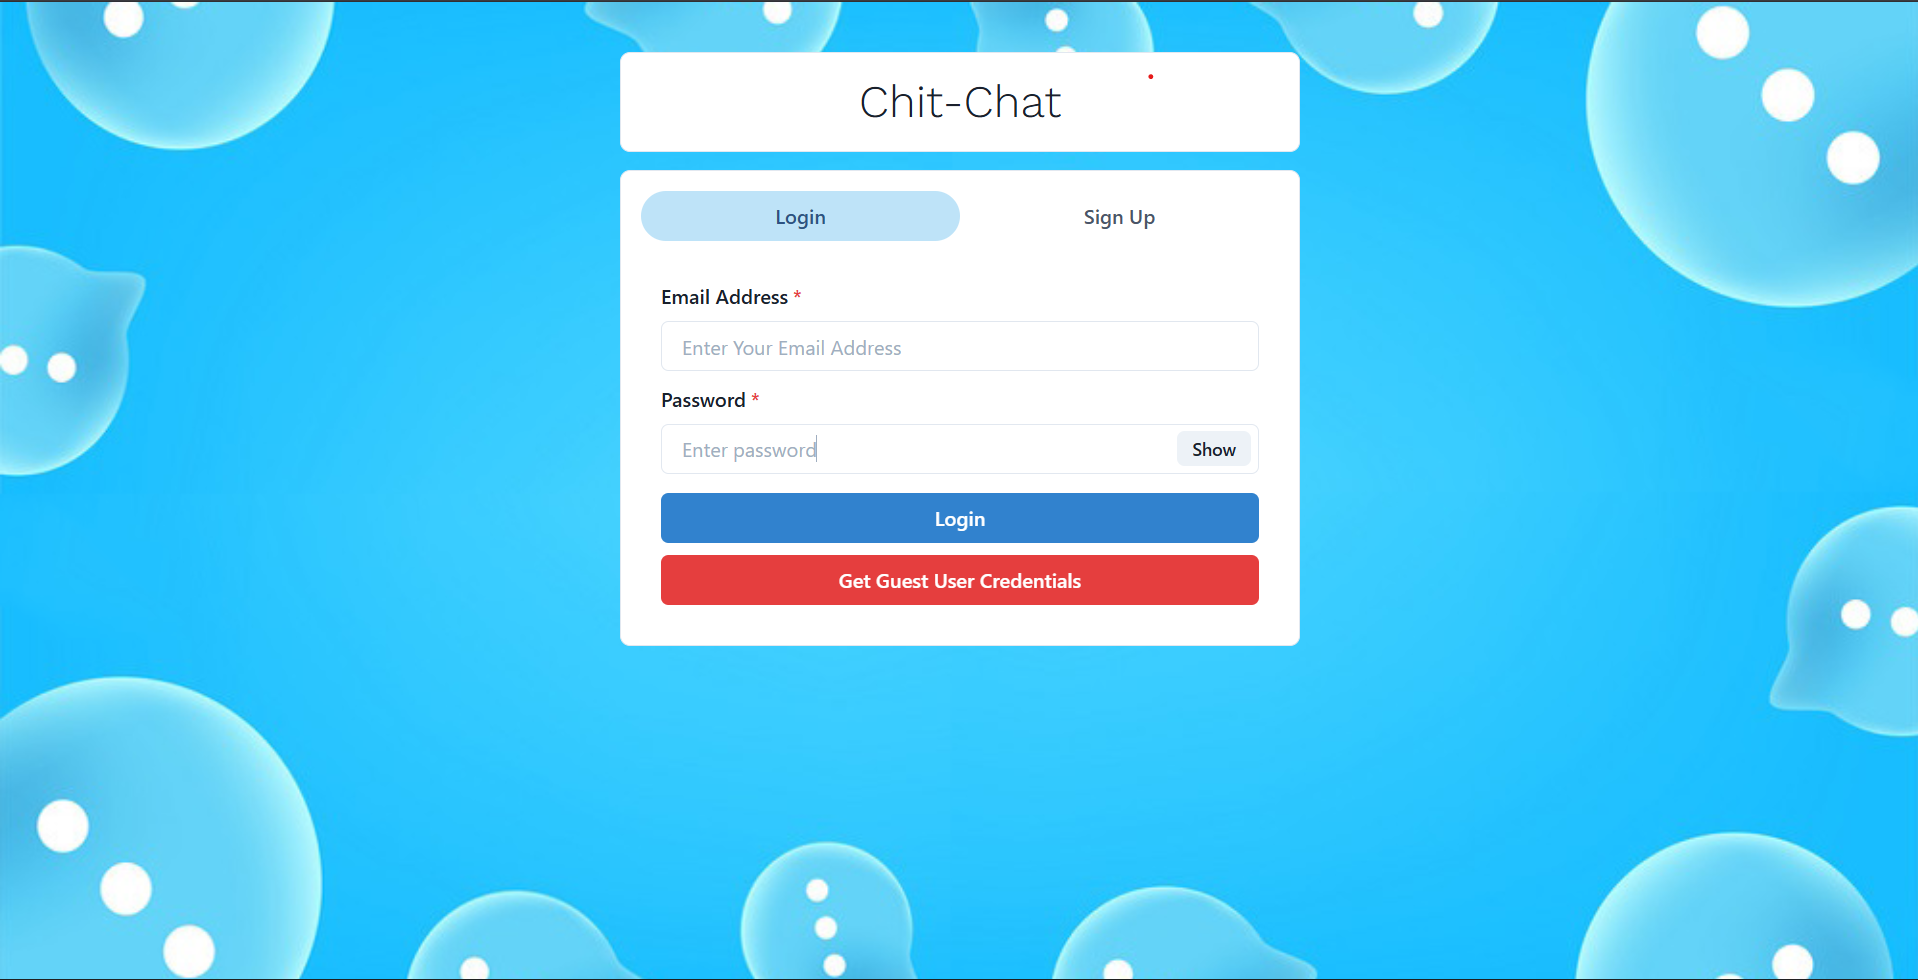 Chit-Chat
Login
Sign Up
Email Address *
Enter Your Email Address
Password *
Enter password
Show
Login
Get Guest User Credentials